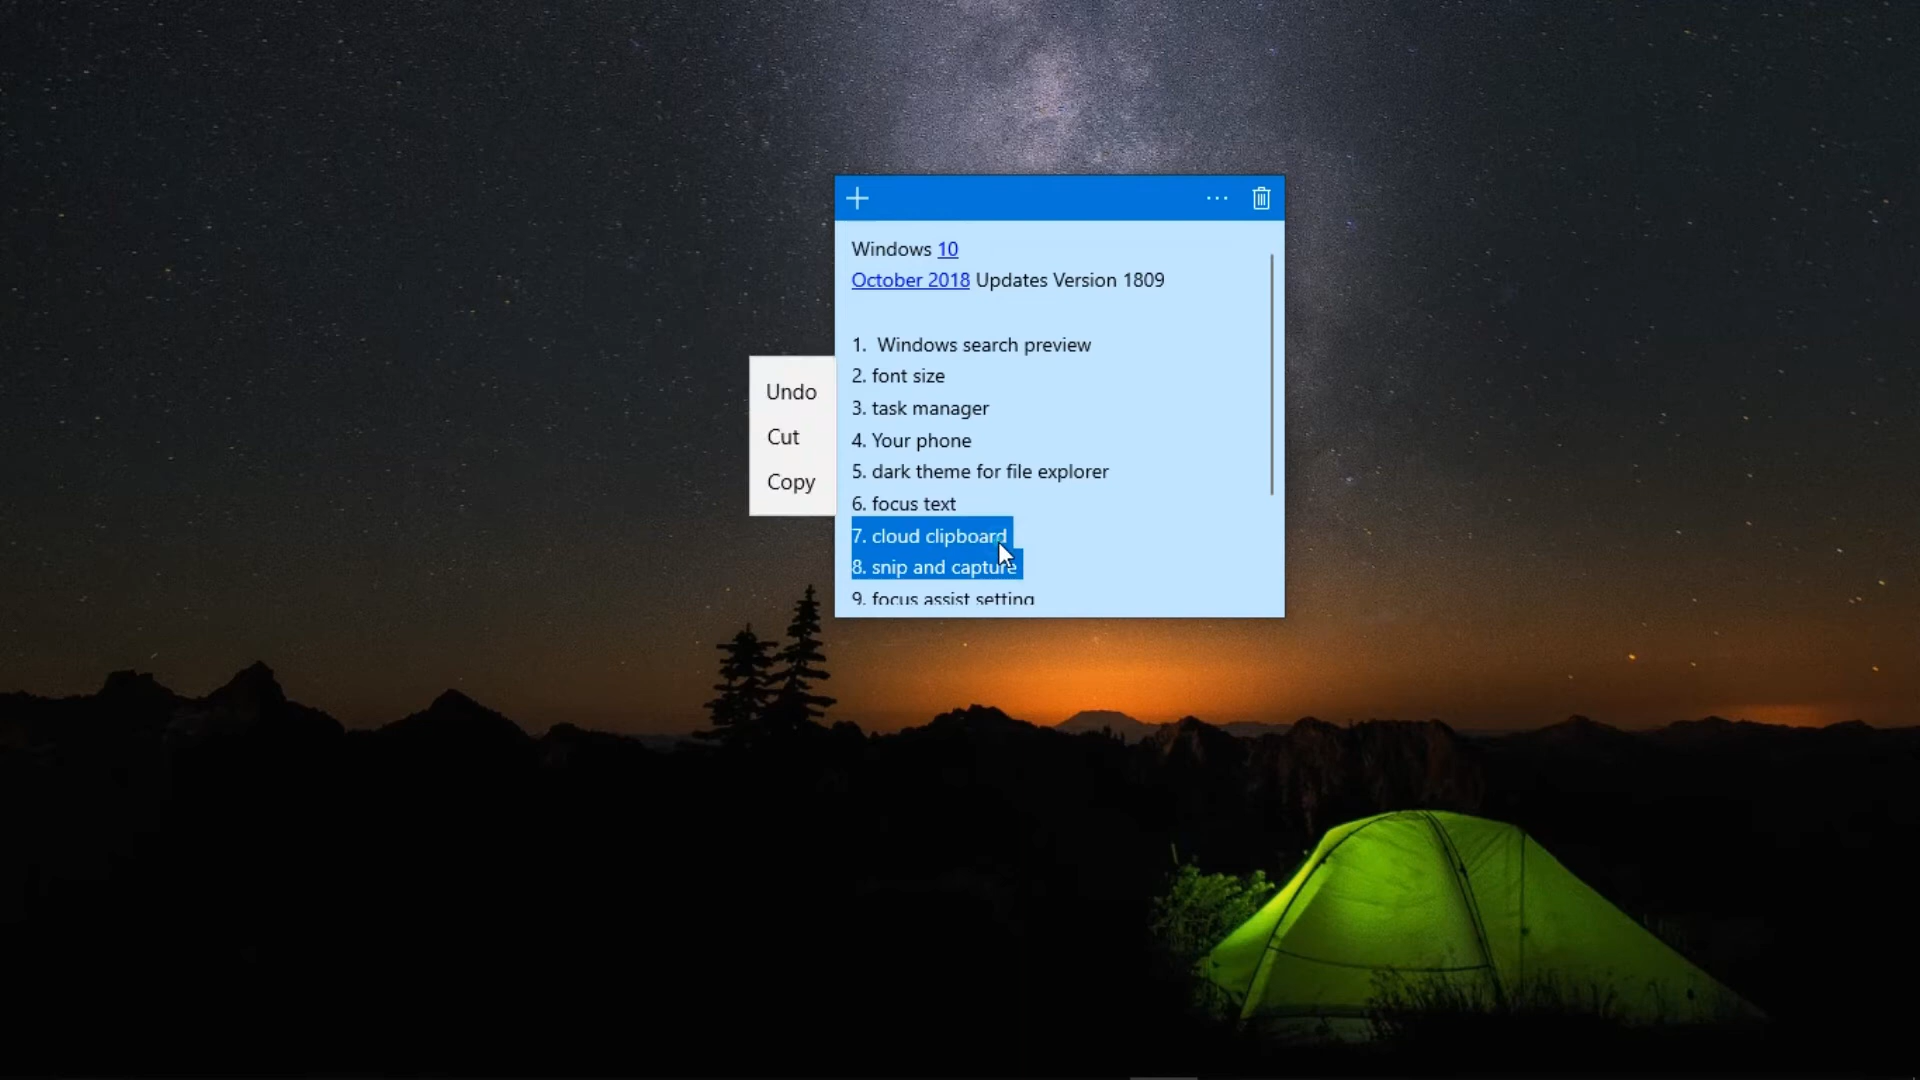 Windows 10
October 2018 Updates Version 1809
1. Windows search preview
2. font size
3. task manager
4. Your phone
5. dark theme for file explorer
6. focus text
7. cloud clipboard
8. snip and capture
9. focus assist setting
Undo
Cut
Copy